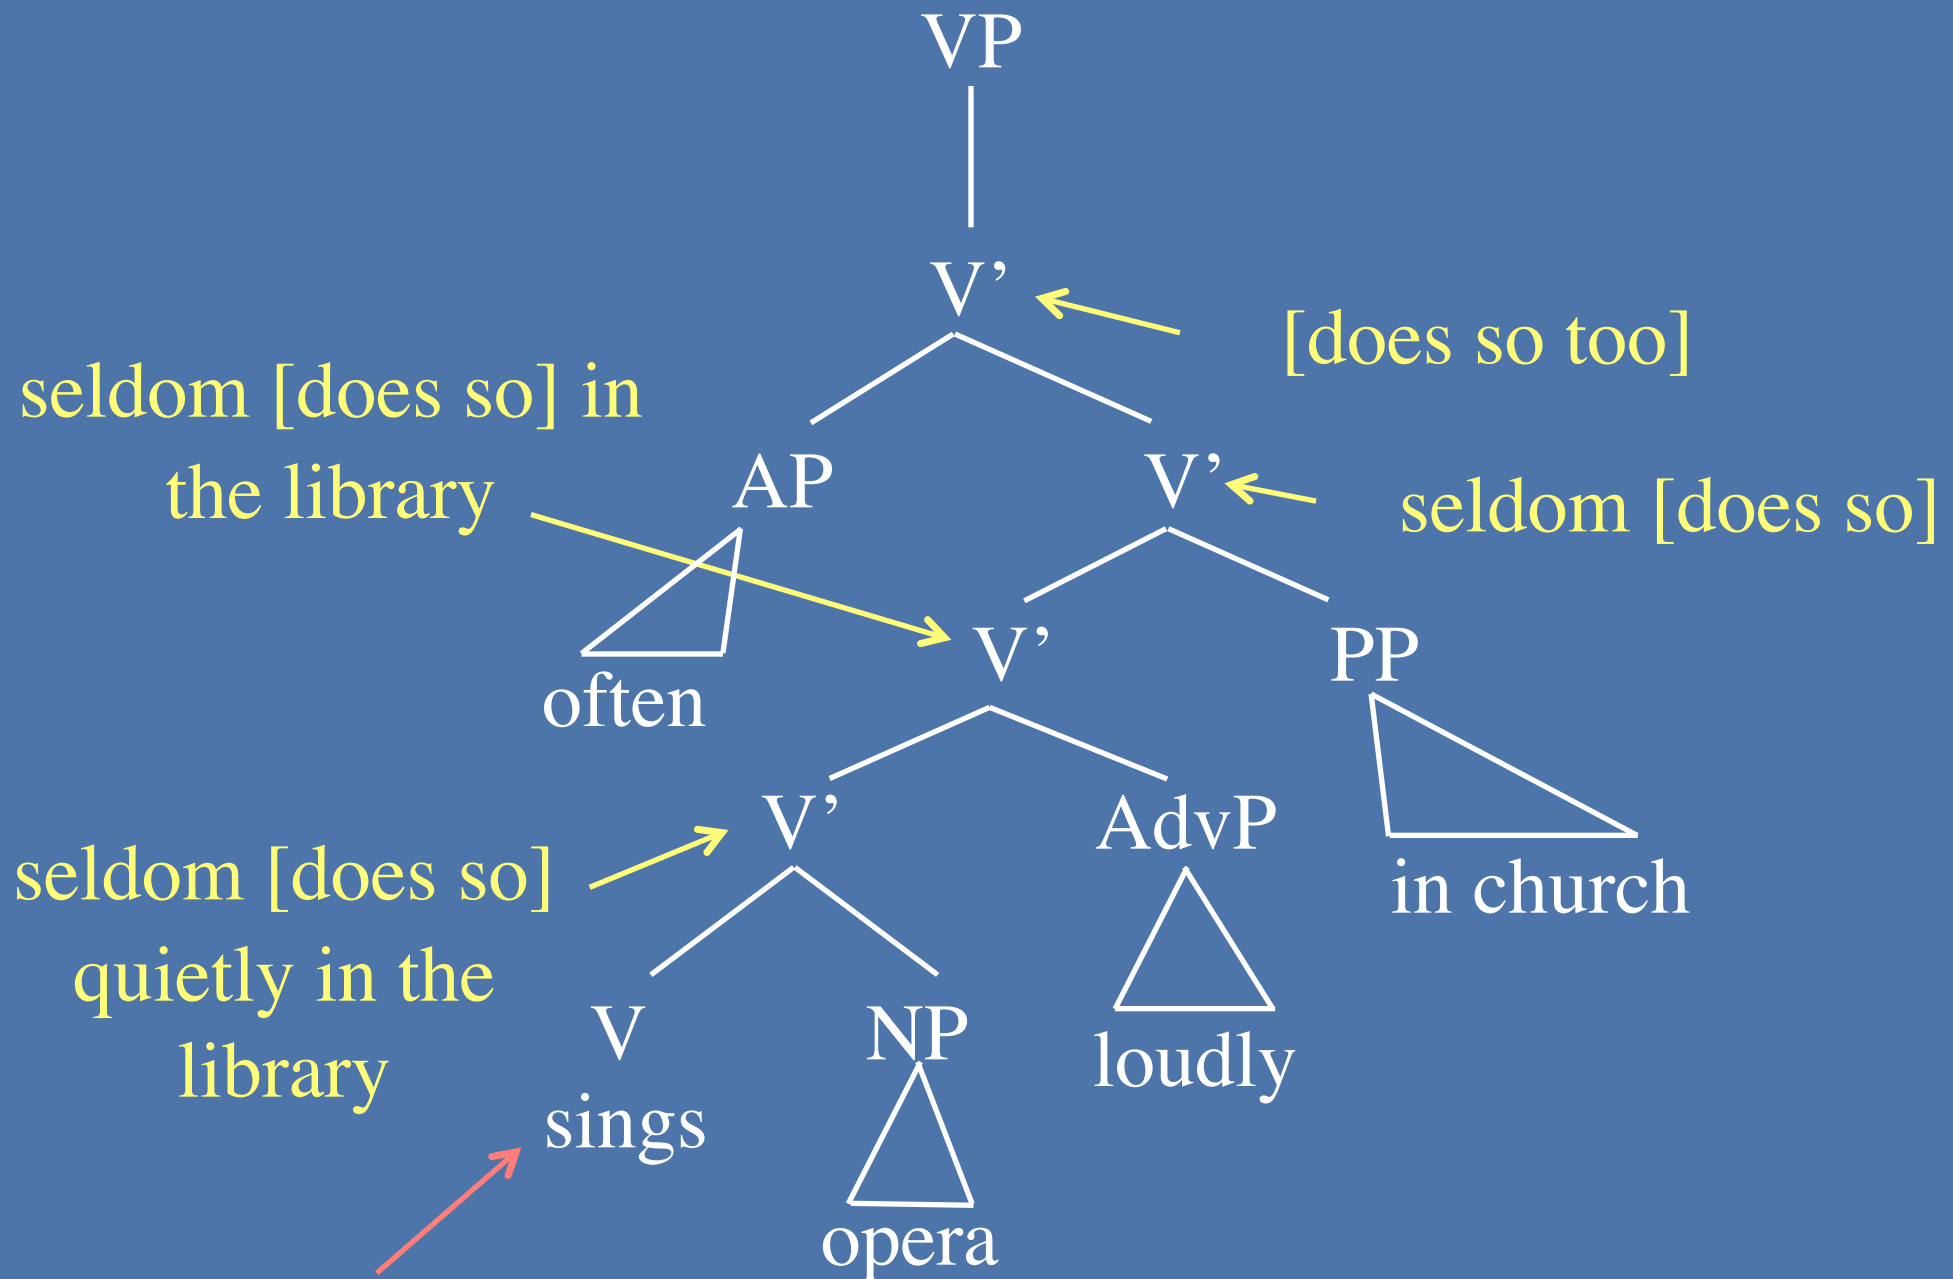 VP
V’
[does so too]
seldom [does so] in
the library
AP
V’
seldom [does so]
V’
PP
often
V’
AdvP
in church
seldom [does so]
quietly in the
library
V
NP
loudly
sings
opera